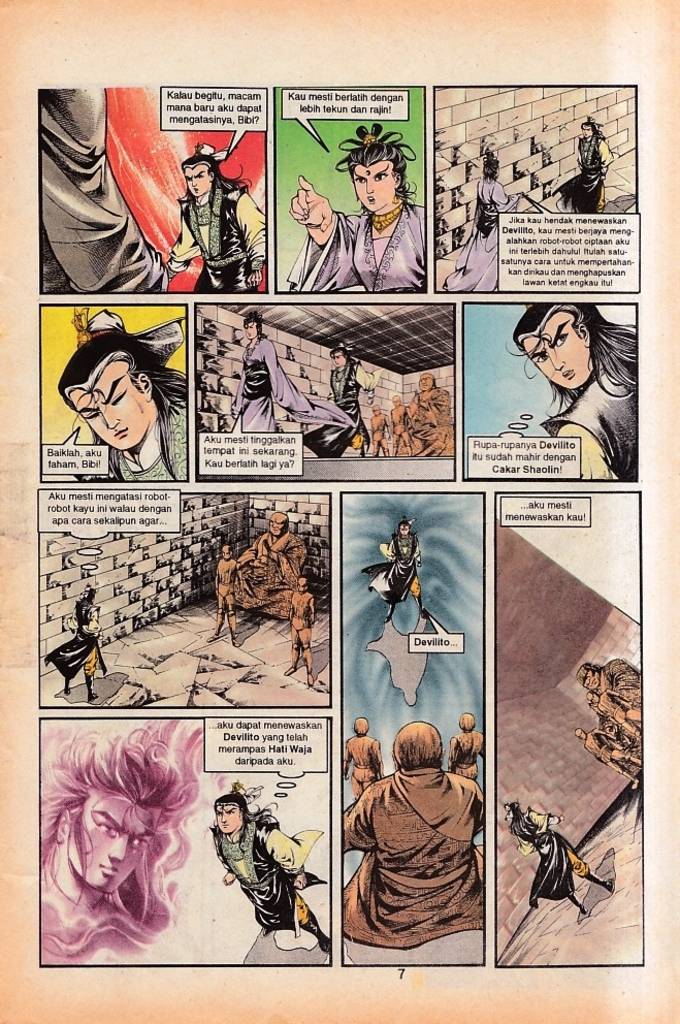 Kalau begitu, macam
mana baru aku dapat
mengatasinya, Bibi?
Kau mesti berlatih dengan
lebih tekun dan rajin!
Jika kau hendak menewaskan
Devilito, kau mesti berjaya meng-
alahkan robot-robot ciptaan aku
ini terlebih dahulu! Itulah satu-
satunya cara untuk mempertahan-
kan dirikau dan menghapuskan
lawan ketat engkau itu!
Baiklah, aku
faham, Bibi!
Aku mesti tinggalkan
tempat ini sekarang.
Kau berlatih lagi ya?
Rupa-rupanya Devilito
itu sudah mahir dengan
Cakar Shaolin!
Aku mesti mengatasi robot-
robot kayu ini walau dengan
apa cara sekalipun agar...
...aku dapat menewaskan
Devilito yang telah
merampas Hati Waja
daripada aku.
Devilito...
...aku mesti
menewaskan kau!
7